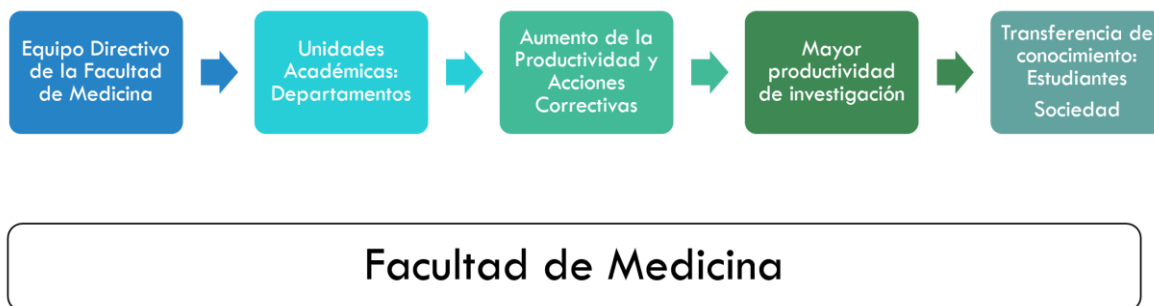 Equipo Directivo
de la Facultad
de Medicina
Unidades
Académicas:
Departamentos
Aumento de la
Productividad y
Acciones
Correctivas
Mayor
productividad
de investigación
Transferencia de
conocimiento:
Estudiantes
Sociedad
Facultad de Medicina